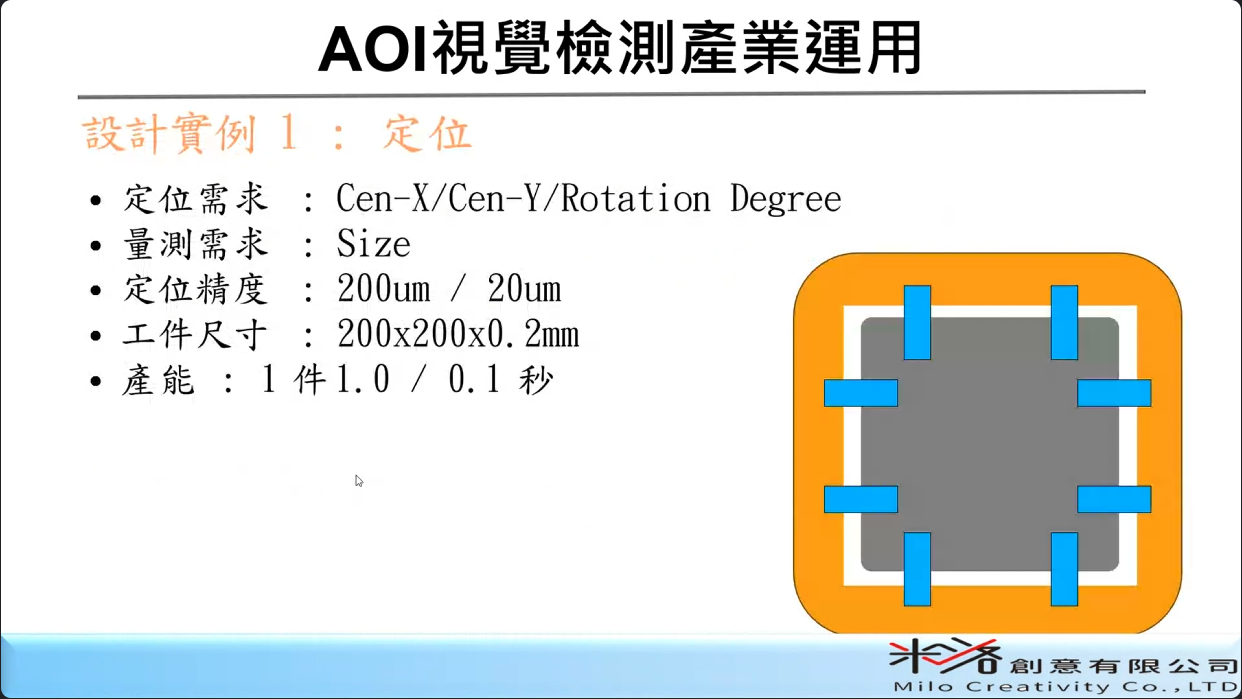 AOI視覺檢測產業運用
設計實例 1 : 定位
• 定位需求 : Cen-X/Cen-Y/Rotation Degree
• 量測需求 : Size
• 定位精度 : 200um / 20um
• 工件尺寸 : 200x200x0.2mm
• 產能 : 1 件1.0 / 0.1 秒
米洛創意有限公司
Milo Creativity Co.,LTD